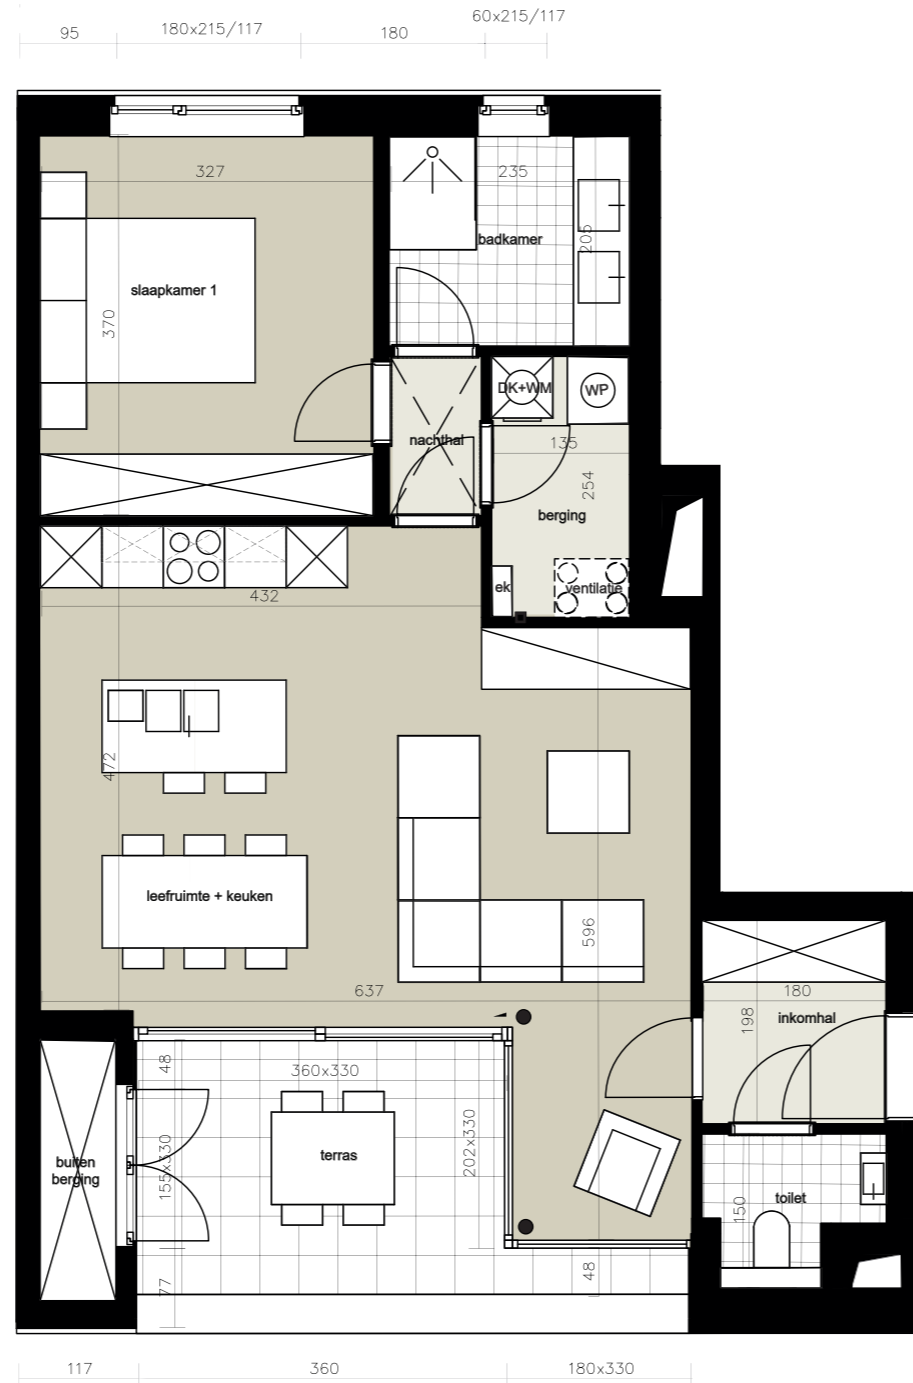 60x215/117
95
180x215/117
180
327
235
badkamer
205
slaapkamer 1
370
DK+WM
WP
nachthal
135
254
berging
ek
ventilatie
432
472
leefruimte + keuken
596
637
180
198
inkomhal
48
360x330
155x330
202x330
terras
buiten
berging
toilet
150
77
48
117
360
180x330